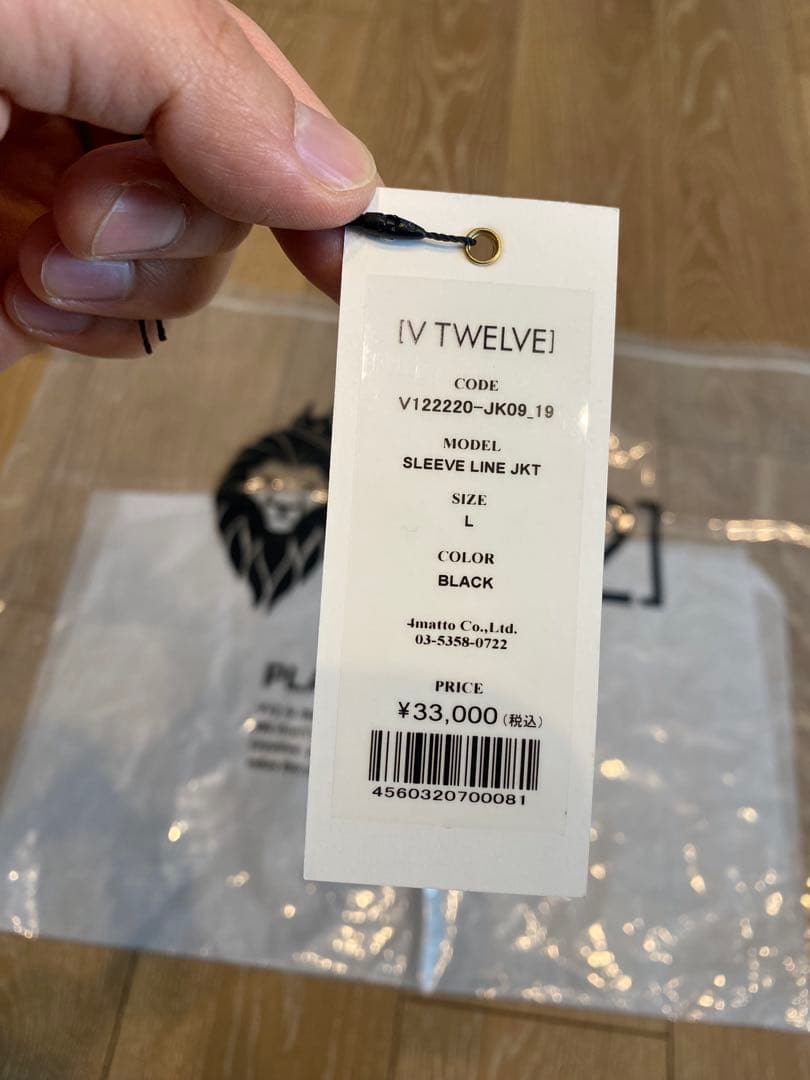 [V TWELVE]
CODE
V122220-JK09_19
MODEL
SLEEVE LINE JKT
SIZE
L
COLOR
BLACK
4matto Co.,Ltd.
03-5358-0722
PRICE
¥33,000(税込)
4560320700081